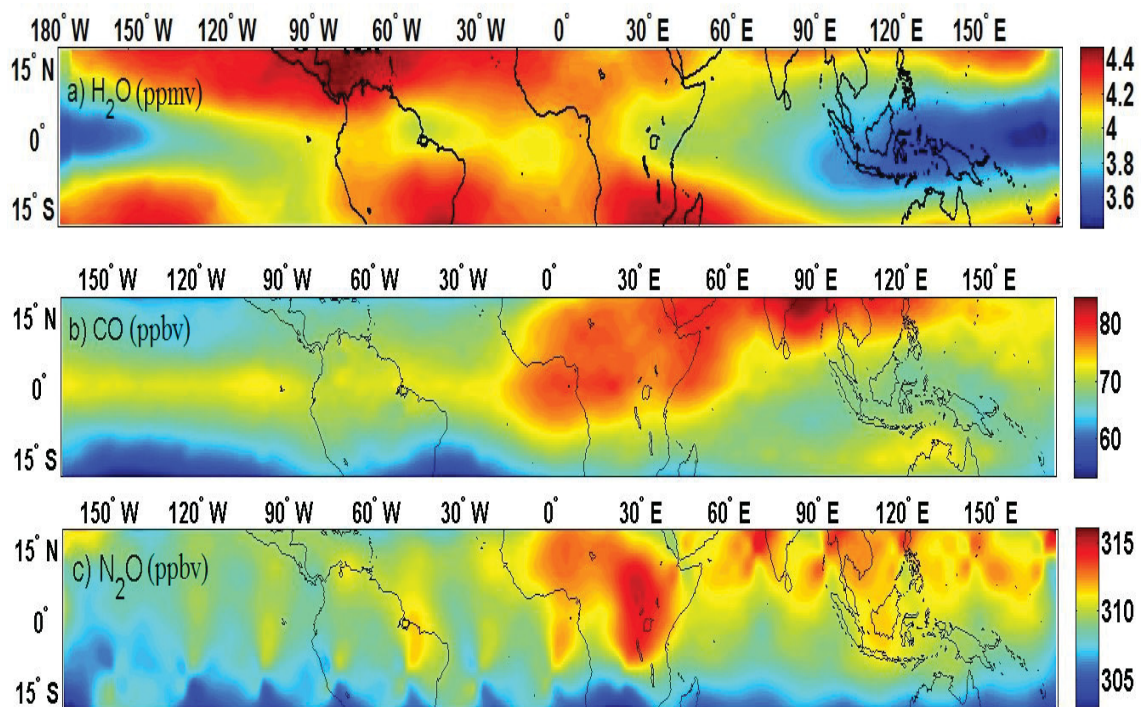 180° W 150° W 120° W 90° W 60° W 30° W 0° 30° E 60° E 90° E 120° E 150° E
15° N
a) H2O (ppmv)
0°
15° S
4.4
4.2
4
3.8
3.6
150° W 120° W 90° W 60° W 30° W 0° 30° E 60° E 90° E 120° E 150° E
15° N
b) CO (ppbv)
0°
15° S
80
70
60
150° W 120° W 90° W 60° W 30° W 0° 30° E 60° E 90° E 120° E 150° E
15° N
c) N2O (ppbv)
0°
15° S
315
310
305